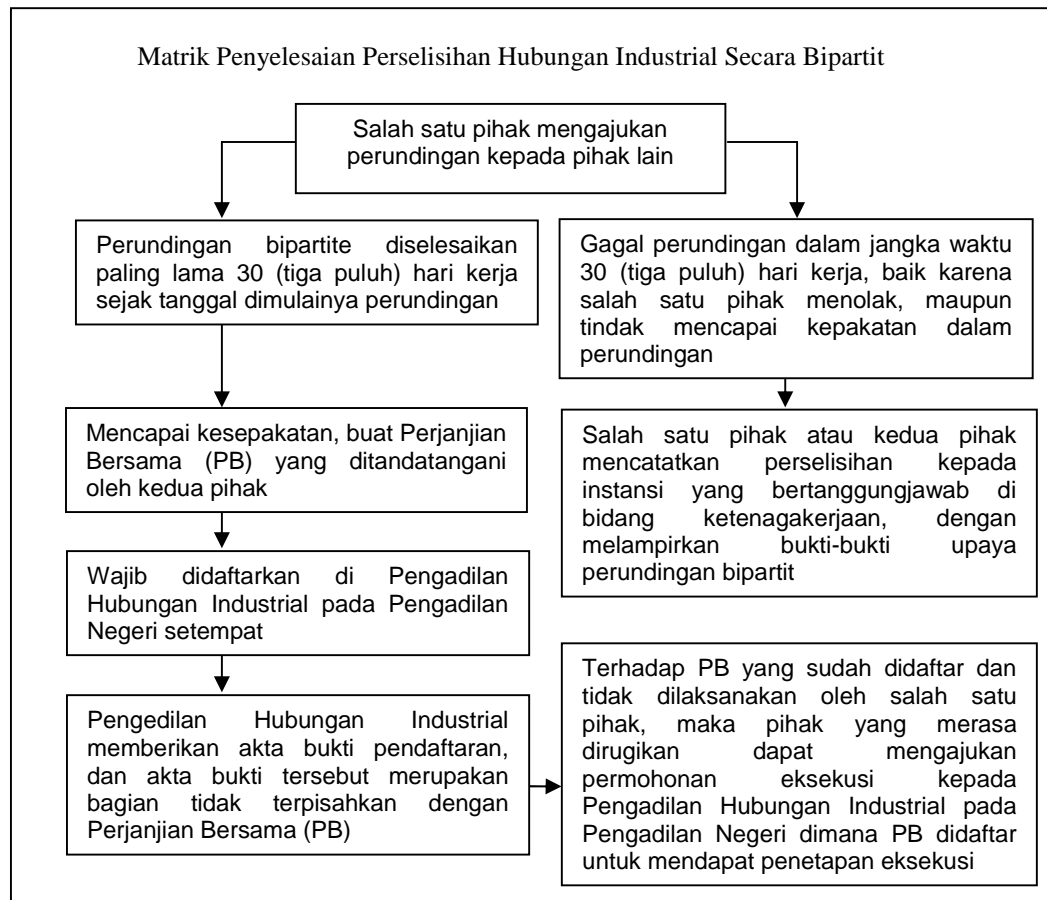 Matrik Penyelesaian Perselisihan Hubungan Industrial Secara Bipartit
Salah satu pihak mengajukan
perundingan kepada pihak lain
Perundingan bipartite diselesaikan
paling lama 30 (tiga puluh) hari kerja
sejak tanggal dimulainya perundingan
Gagal perundingan dalam jangka waktu
30 (tiga puluh) hari kerja, baik karena
salah satu pihak menolak, maupun
tindak mencapai kepakatan dalam
perundingan
Mencapai kesepakatan, buat Perjanjian
Bersama (PB) yang ditandatangani
oleh kedua pihak
Salah satu pihak atau kedua pihak
mencatatkan perselisihan kepada
instansi yang bertanggungjawab di
bidang ketenagakerjaan, dengan
melampirkan bukti-bukti upaya
perundingan bipartit
Wajib didaftarkan di Pengadilan
Hubungan Industrial pada Pengadilan
Negeri setempat
Pengedilan Hubungan Industrial
memberikan akta bukti pendaftaran,
dan akta bukti tersebut merupakan
bagian tidak terpisahkan dengan
Perjanjian Bersama (PB)
Terhadap PB yang sudah didaftar dan
tidak dilaksanakan oleh salah satu
pihak, maka pihak yang merasa
dirugikan dapat mengajukan
permohonan eksekusi kepada
Pengadilan Hubungan Industrial pada
Pengadilan Negeri dimana PB didaftar
untuk mendapat penetapan eksekusi